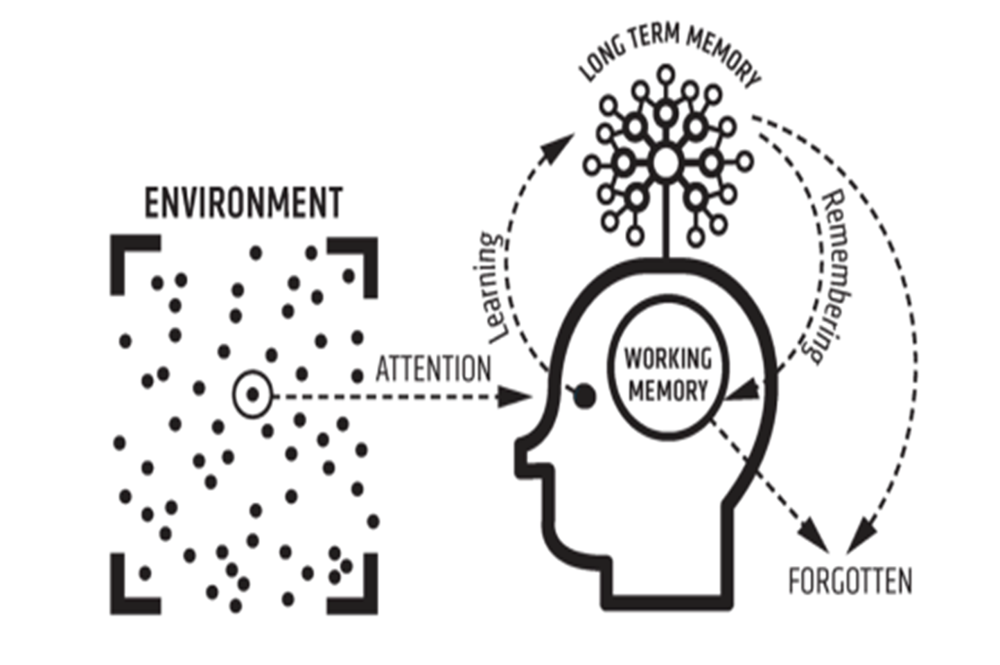 LONG TERM MEMORY
ENVIRONMENT
Learning
Remembering
ATTENTION
WORKING
MEMORY
FORGOTTEN